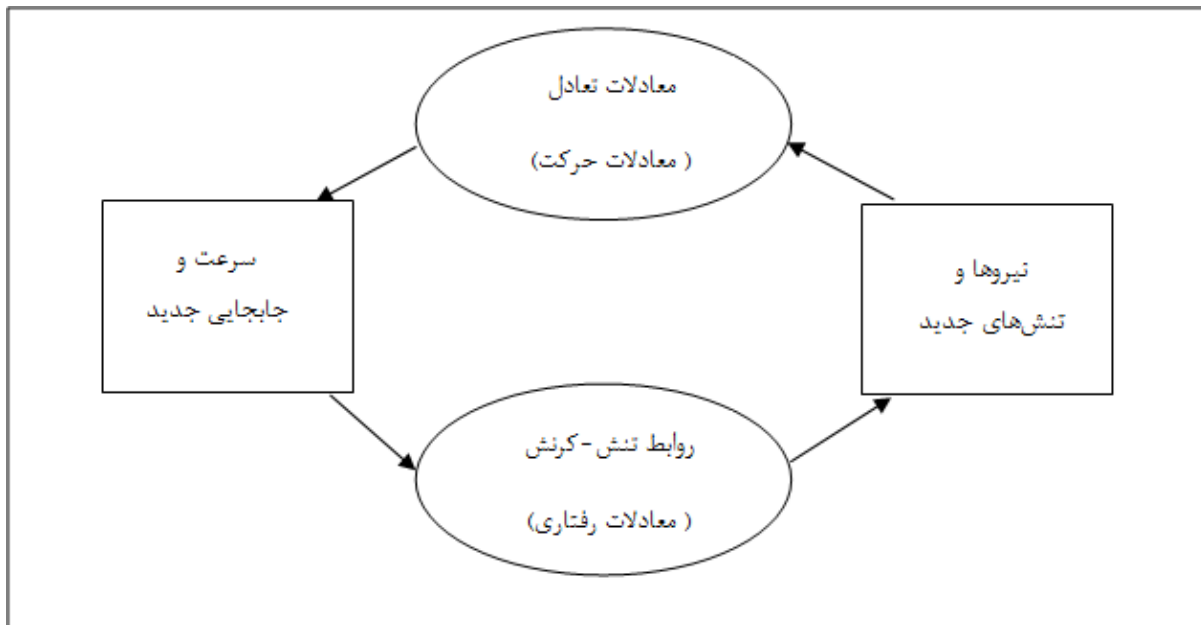 معادلات تعادل
( معادلات حرکت)
سرعت و
جابجایی جدید
نیروها و
تنش‌های جدید
روابط تنش-کرنش
( معادلات رفتاری)